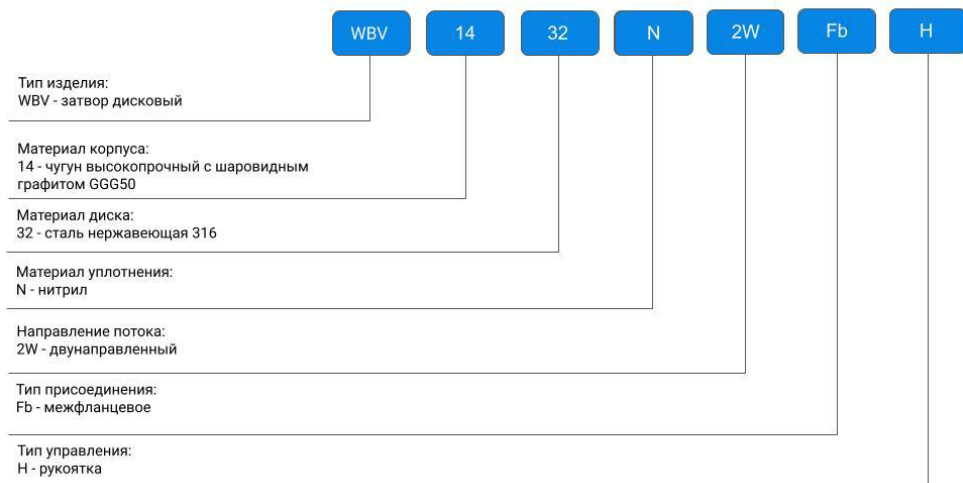 WBV 14 32 N 2W Fb H
Тип изделия:
WBV - затвор дисковый
Материал корпуса:
14 - чугун высокопрочный с шаровидным
графитом GGG50
Материал диска:
32 - сталь нержавеющая 316
Материал уплотнения:
N - нитрил
Направление потока:
2W - двунаправленный
Тип присоединения:
Fb - межфланцевое
Тип управления:
H - рукоятка